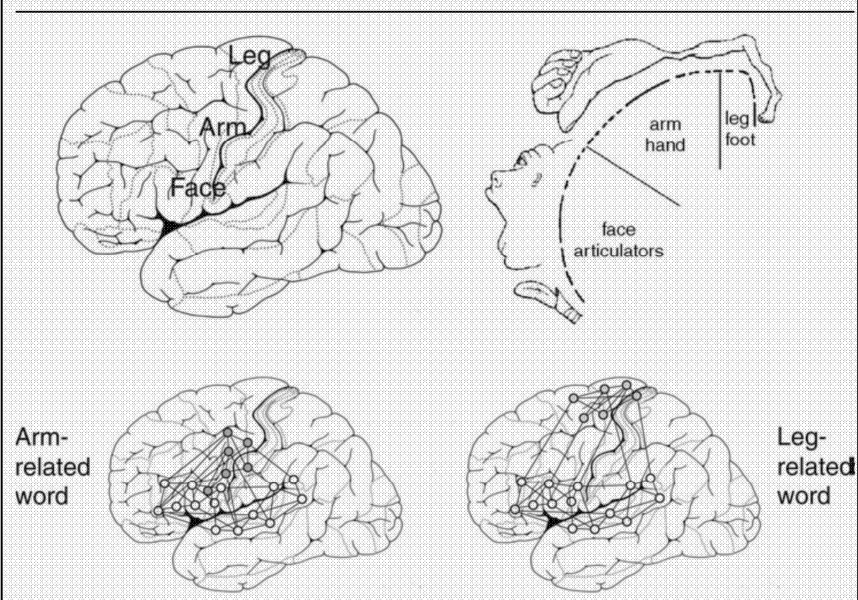 Leg
Arm
Face
arm
hand
leg
foot
face
articulators
Arm-
related
word
Leg-
related
word